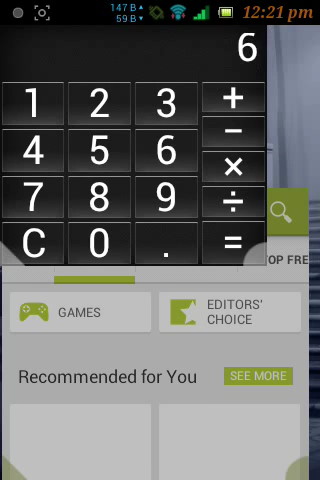 147 B
59 B
12:21 pm
6
1 2 3 +
−
4 5 6 ×
7 8 9 ÷
C 0 . =
OP FRE
GAMES
EDITORS'
CHOICE
Recommended for You
SEE MORE